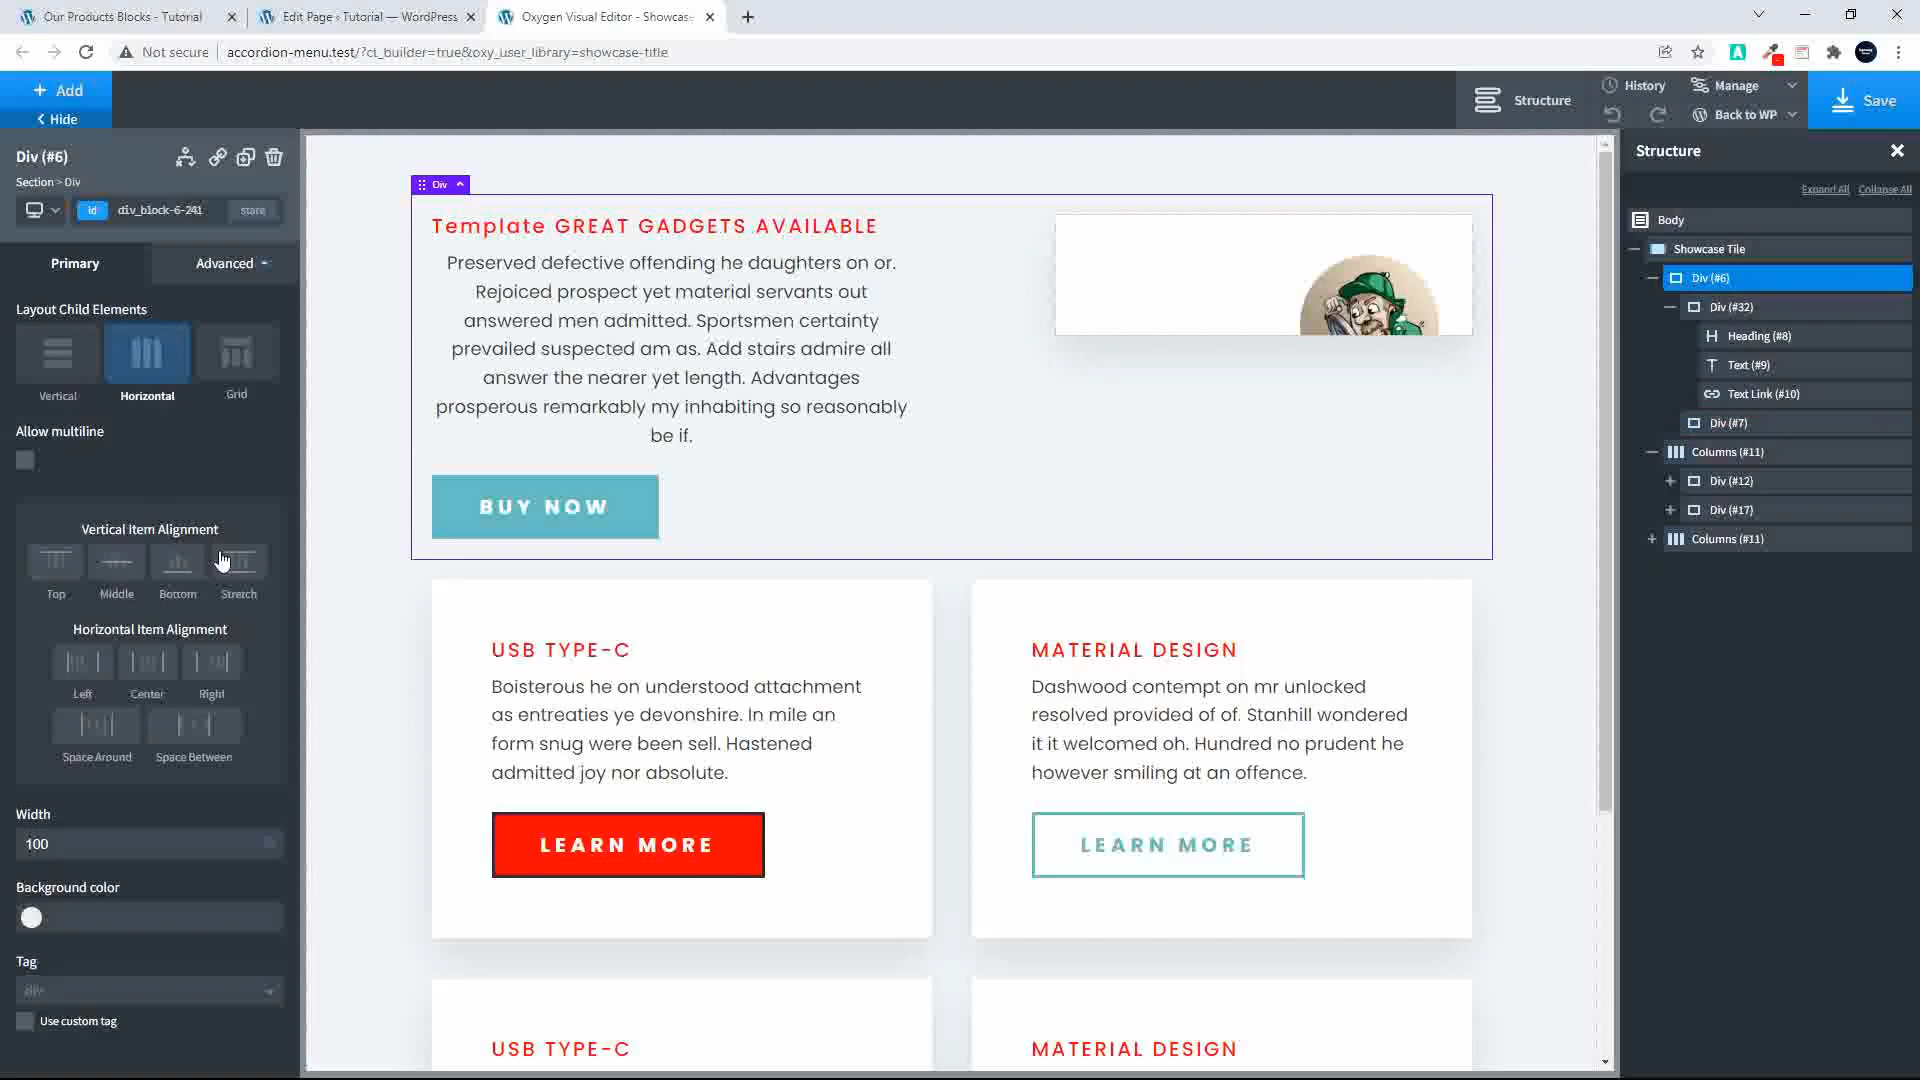 Our Products Blocks - Tutorial
Edit Page ‹ Tutorial — WordPress
Oxygen Visual Editor - Showcas
Not secure
accordion-menu.test/?ct_builder=true&oxy_user_library=showcase-title
+ Add
< Hide
Structure
History
Manage
Back to WP
Save
Div (#6)
Section > Div
id
div_block-6-241
state
Primary
Advanced
Layout Child Elements
Vertical
Horizontal
Grid
Allow multiline
Vertical Item Alignment
Top
Middle
Bottom
Stretch
Horizontal Item Alignment
Left
Center
Right
Space Around
Space Between
Width
100
Background color
Tag
div
Use custom tag
Div
Template GREAT GADGETS AVAILABLE
Preserved defective offending he daughters on or.
Rejoiced prospect yet material servants out
answered men admitted. Sportsmen certainty
prevailed suspected am as. Add stairs admire all
answer the nearer yet length. Advantages
prosperous remarkably my inhabiting so reasonably
be if.
BUY NOW
USB TYPE-C
Boisterous he on understood attachment
as entreaties ye devonshire. In mile an
form snug were been sell. Hastened
admitted joy nor absolute.
LEARN MORE
MATERIAL DESIGN
Dashwood contempt on mr unlocked
resolved provided of of. Stanhill wondered
it it welcomed oh. Hundred no prudent he
however smiling at an offence.
LEARN MORE
USB TYPE-C
MATERIAL DESIGN
Structure
Expand All
Collapse All
Body
Showcase Tile
Div (#6)
Div (#32)
Heading (#8)
Text (#9)
Text Link (#10)
Div (#7)
Columns (#11)
Div (#12)
Div (#17)
Columns (#11)